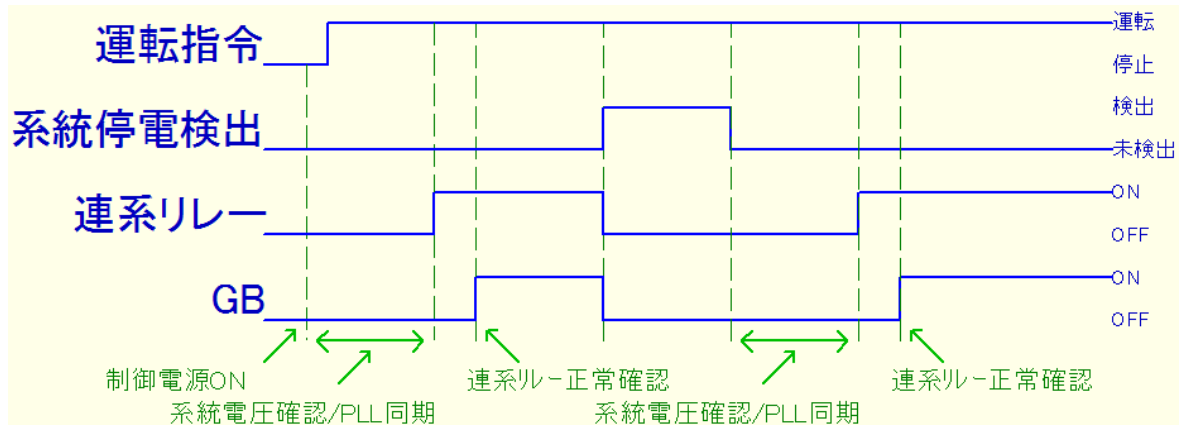 運転指令
運転
停止
系統停電検出
検出
未検出
連系リレー
ON
OFF
GB
ON
OFF
制御電源ON
連系リレー正常確認
連系リレー正常確認
系統電圧確認/PLL同期
系統電圧確認/PLL同期